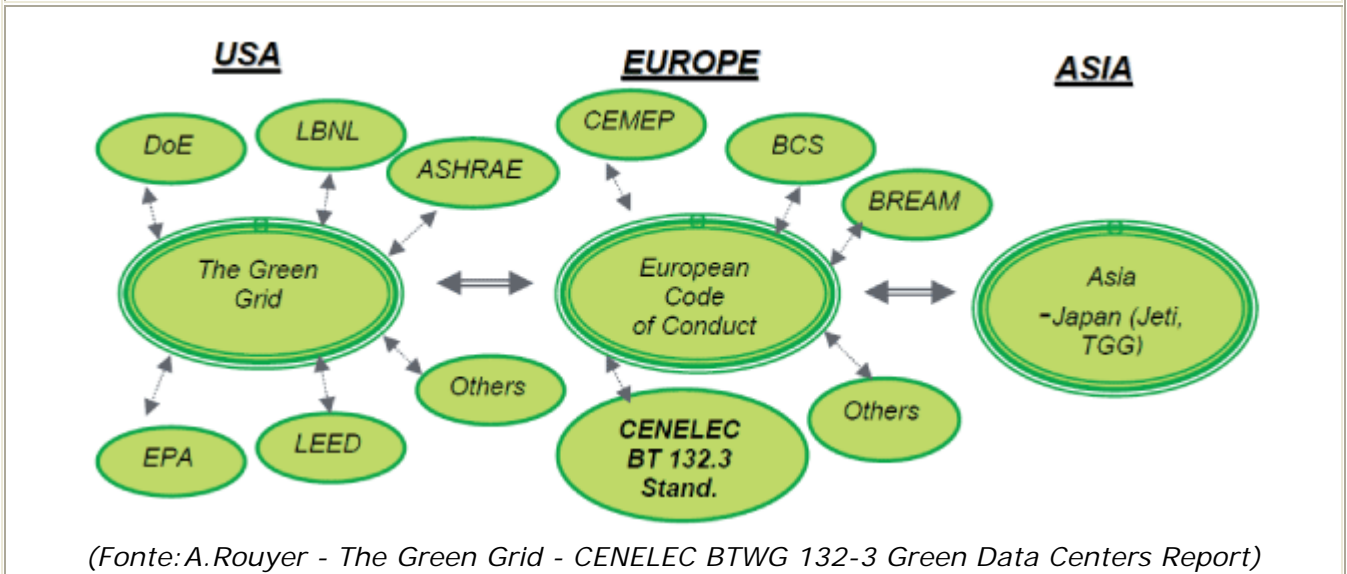 USA
EUROPE
ASIA
DoE
LBNL
ASHRAE
The Green
Grid
EPA
LEED
Others
CEMEP
BCS
BREAM
European
Code
of Conduct
CENELEC
BT 132.3
Stand.
Others
Asia
-Japan (Jeti,
TGG)
(Fonte:A.Rouyer - The Green Grid - CENELEC BTWG 132-3 Green Data Centers Report)